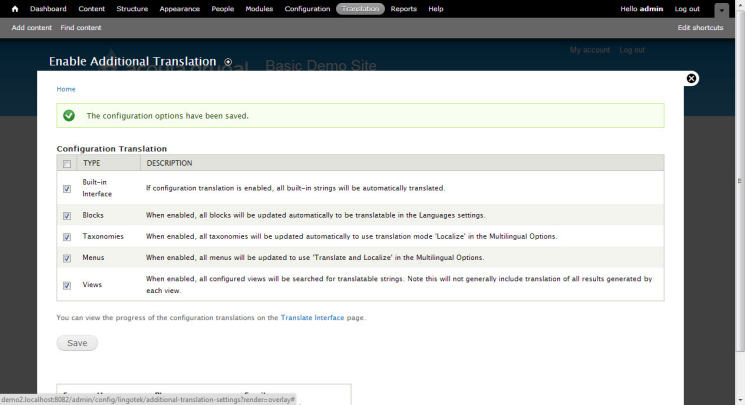 Dashboard Content Structure Appearance People Modules Configuration Translation Reports Help Hello admin Log out
Add content Find content Edit shortcuts
My account Log out
Enable Additional Translation
Basic Demo Site
Home
The configuration options have been saved.
Configuration Translation
TYPE DESCRIPTION
Built-in Interface If configuration translation is enabled, all built-in strings will be automatically translated.
Blocks When enabled, all blocks will be updated automatically to be translatable in the Languages settings.
Taxonomies When enabled, all taxonomies will be updated automatically to use translation mode 'Localize' in the Multilingual Options.
Menus When enabled, all menus will be updated to use 'Translate and Localize' in the Multilingual Options.
Views When enabled, all configured views will be searched for translatable strings. Note this will not generally include translation of all results generated by
each view.
You can view the progress of the configuration translations on the Translate Interface page.
Save
demo2.localhost:8082/admin/config/lingotek/additional-translation-settings?render=overlay#